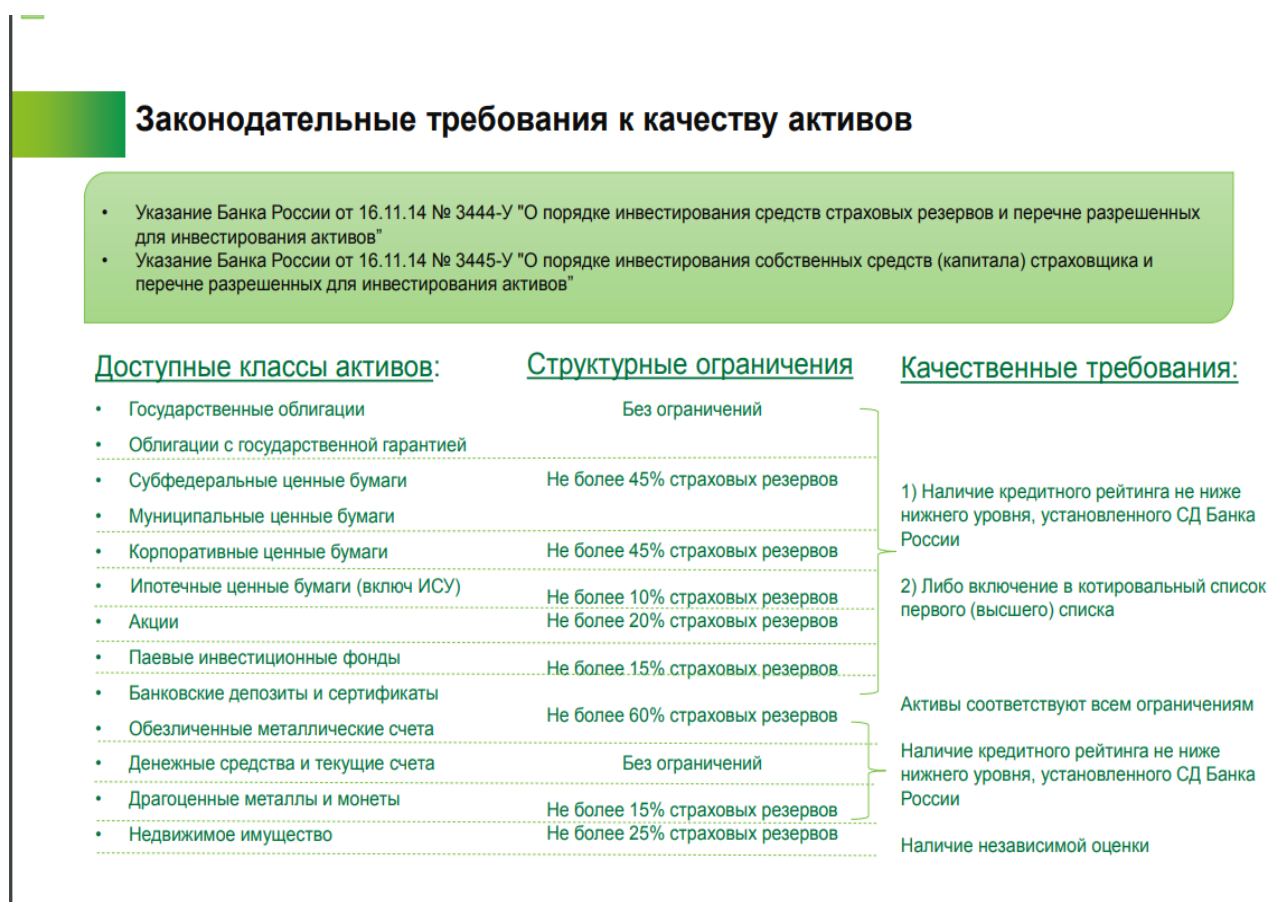 Законодательные требования к качеству активов
• Указание Банка России от 16.11.14 № 3444-У "О порядке инвестирования средств страховых резервов и перечне разрешенных
для инвестирования активов”
• Указание Банка России от 16.11.14 № 3445-У "О порядке инвестирования собственных средств (капитала) страховщика и
перечне разрешенных для инвестирования активов”
Доступные классы активов:
• Государственные облигации
• Облигации с государственной гарантией
• Субфедеральные ценные бумаги
• Муниципальные ценные бумаги
• Корпоративные ценные бумаги
• Ипотечные ценные бумаги (включ ИСУ)
• Акции
• Паевые инвестиционные фонды
• Банковские депозиты и сертификаты
• Обезличенные металлические счета
• Денежные средства и текущие счета
• Драгоценные металлы и монеты
• Недвижимое имущество
Структурные ограничения
Без ограничений
Не более 45% страховых резервов
Не более 45% страховых резервов
Не более 10% страховых резервов
Не более 20% страховых резервов
Не более 15% страховых резервов
Не более 60% страховых резервов
Без ограничений
Не более 15% страховых резервов
Не более 25% страховых резервов
Качественные требования:
1) Наличие кредитного рейтинга не ниже
нижнего уровня, установленного СД Банка
России
2) Либо включение в котировальный список
первого (высшего) списка
Активы соответствуют всем ограничениям
Наличие кредитного рейтинга не ниже
нижнего уровня, установленного СД Банка
России
Наличие независимой оценки